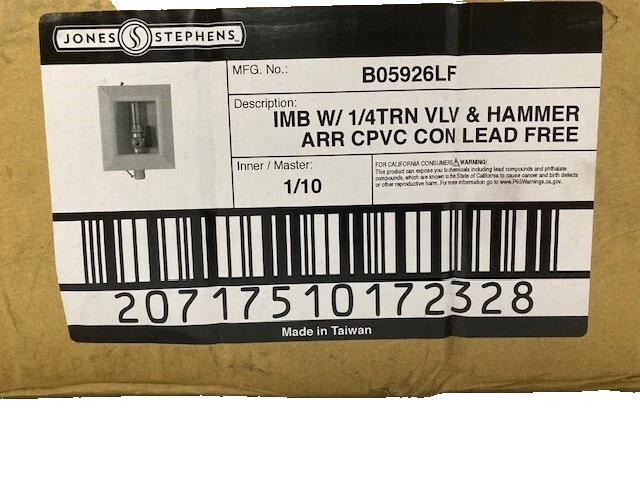 JONES STEPHENS
MFG. No.: B05926LF
Description:
IMB W/ 1/4TRN VLV & HAMMER
ARR CPVC CON LEAD FREE
Inner / Master:
1/10
FOR CALIFORNIA CONSUMERS WARNING:
This product can expose you to chemicals including lead compounds and phthalate
compounds, which are known to the State of California to cause cancer and birth defects
or other reproductive harm. For more information go to www.P65Warnings.ca.gov.
20717510172328
Made in Taiwan